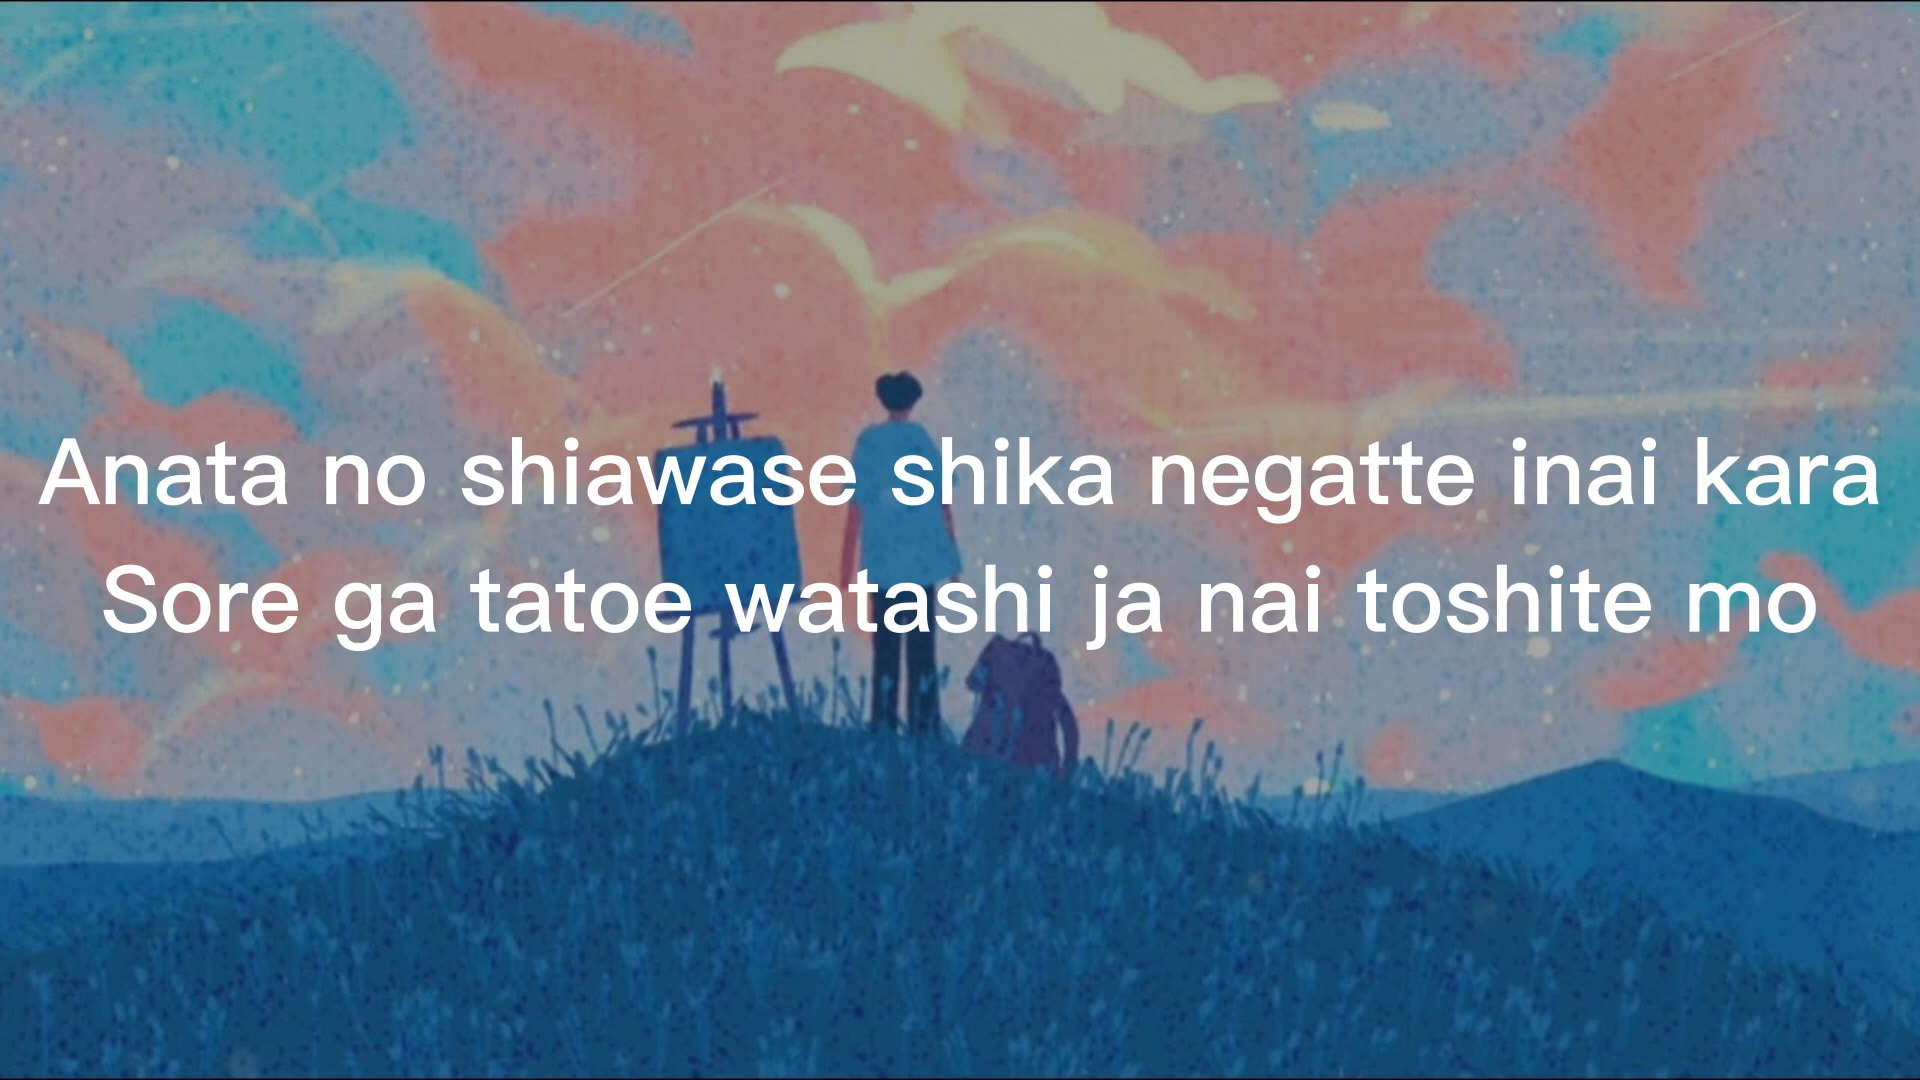 Anata no shiawase shika negatte inai kara
Sore ga tatoe watashi ja nai toshite mo